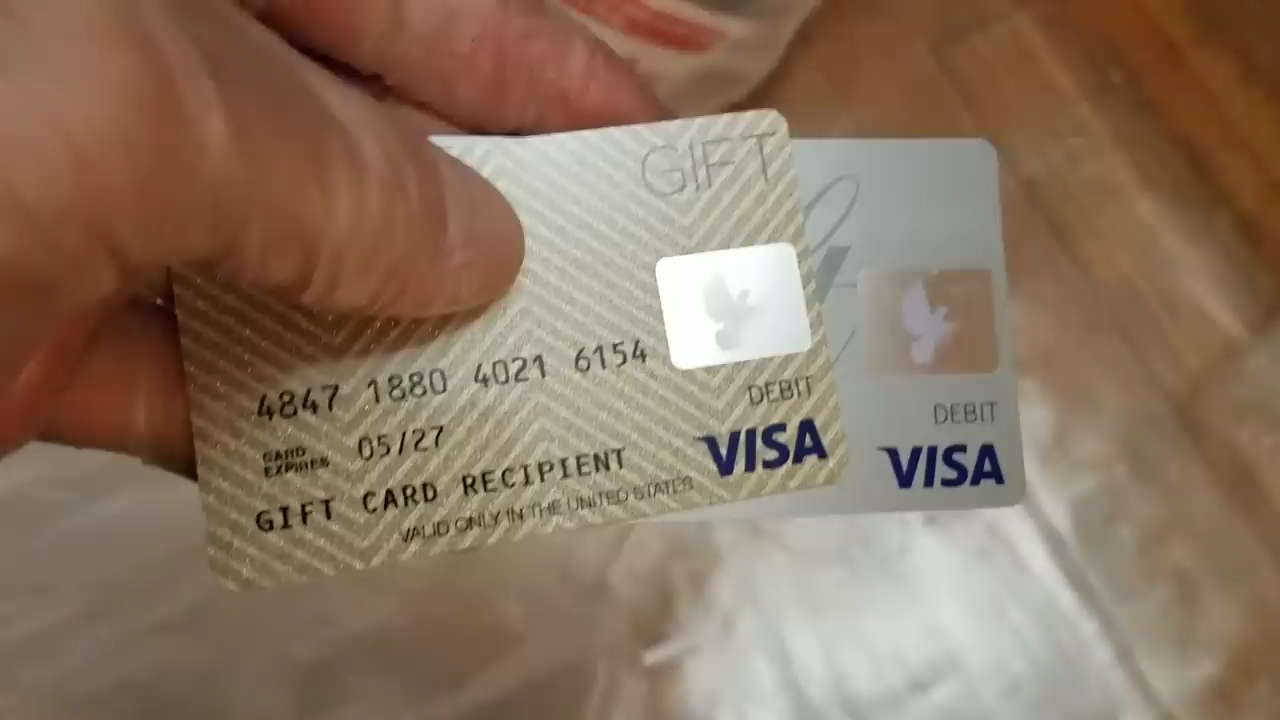 GIFT
4847 1880 4021 6154
CARD EXPIRES 05/27
GIFT CARD RECIPIENT
VALID ONLY IN THE UNITED STATES
DEBIT
VISA
DEBIT
VISA